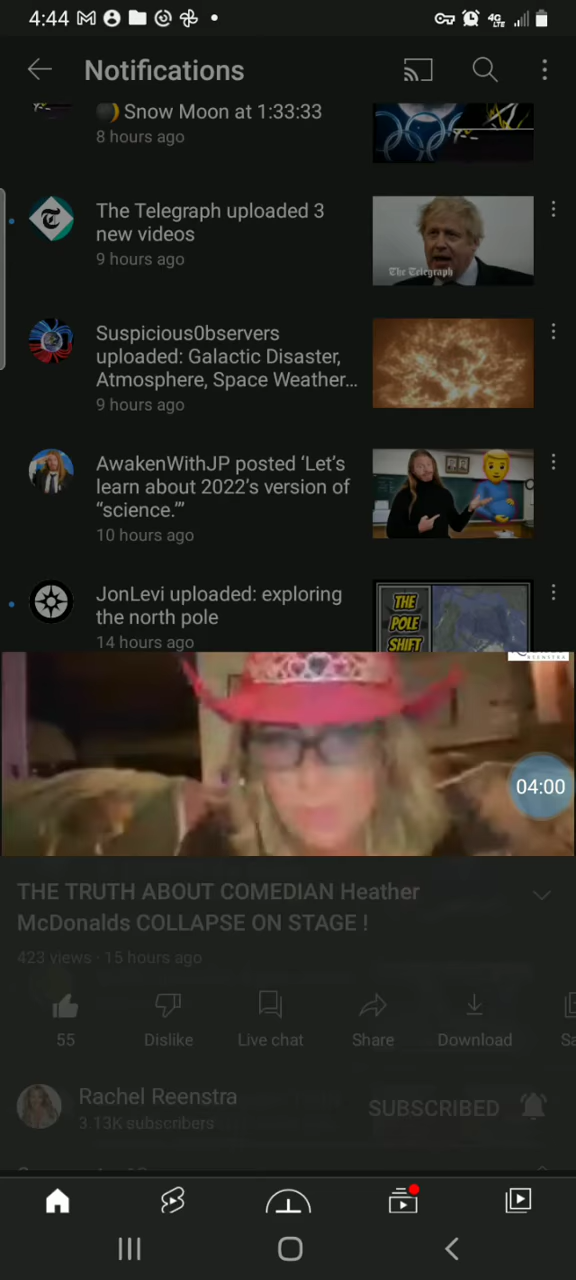 4:44
4G
LTE
Notifications
Snow Moon at 1:33:33
8 hours ago
The Telegraph uploaded 3
new videos
9 hours ago
The Telegraph
Suspicious0bservers
uploaded: Galactic Disaster,
Atmosphere, Space Weather...
9 hours ago
AwakenWithJP posted ‘Let’s
learn about 2022’s version of
“science.”’
10 hours ago
JonLevi uploaded: exploring
the north pole
14 hours ago
THE
POLE
SHIFT
04:00
THE TRUTH ABOUT COMEDIAN Heather
McDonalds COLLAPSE ON STAGE !
423 views · 15 hours ago
55
Dislike
Live chat
Share
Download
Sa
Rachel Reenstra
3.13K subscribers
SUBSCRIBED